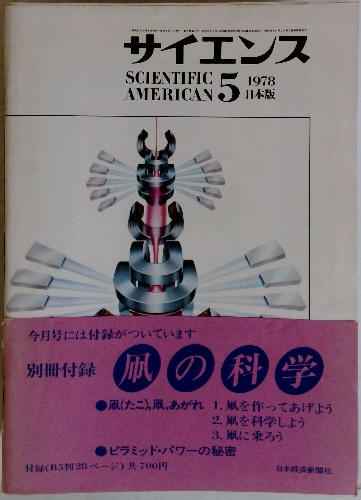 サイエンス
SCIENTIFIC
AMERICAN 5 1978
日本版
今月号には付録がついています
別冊付録 凧の科学
●凧(たこ),凧,あがれ 1. 凧を作ってあげよう
2. 凧を科学しよう
3. 凧に乗ろう
●ピラミッド・パワーの秘密
付録(B5判28ページ)共700円
日本経済新聞社